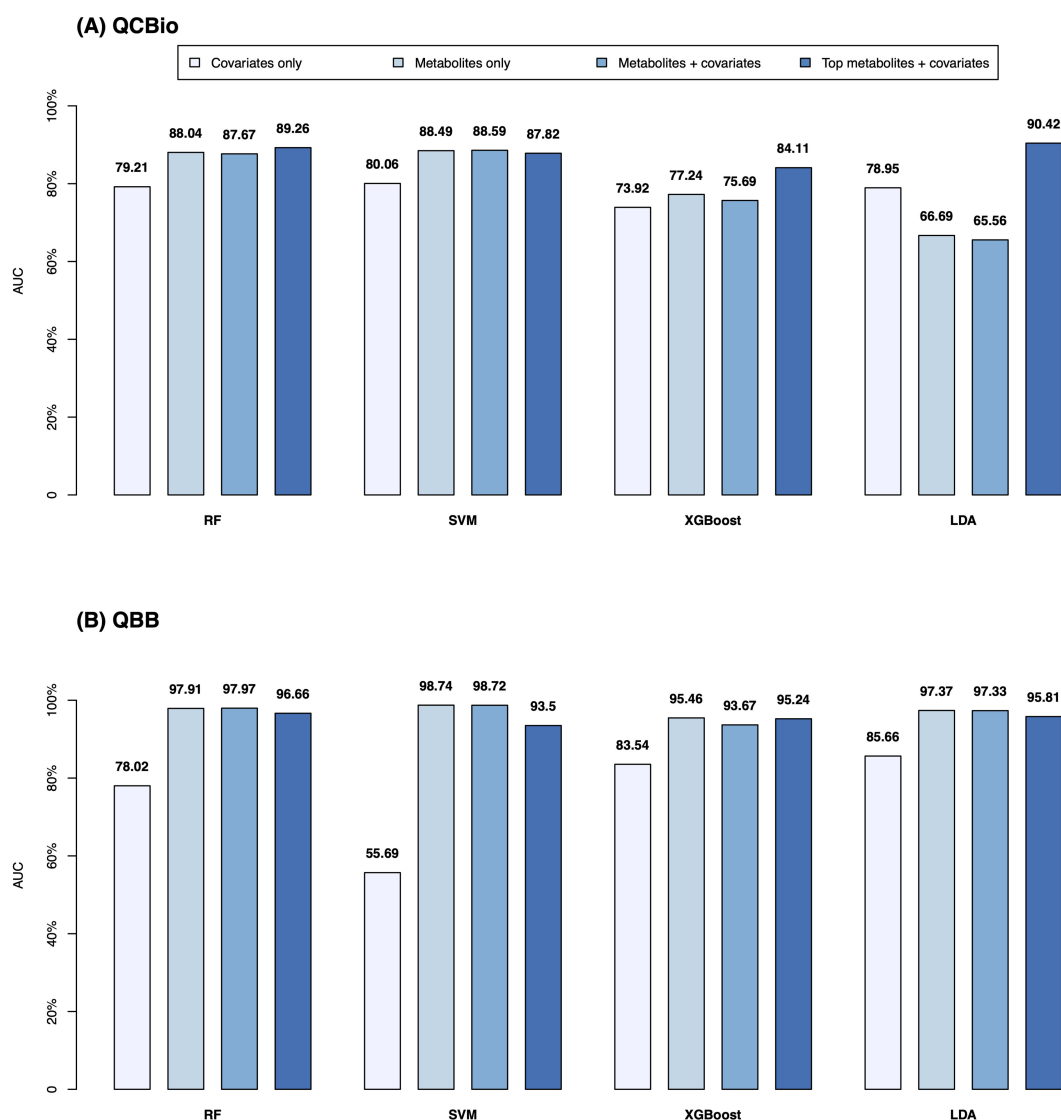 (A) QCBio
Covariates only Metabolites only Metabolites + covariates Top metabolites + covariates
100%
80%
60%
40%
20%
0
AUC
79.21 88.04 87.67 89.26
80.06 88.49 88.59 87.82
73.92 77.24 75.69 84.11
78.95 66.69 65.56 90.42
RF SVM XGBoost LDA
(B) QBB
100%
80%
60%
40%
20%
0
AUC
78.02 97.91 97.97 96.66
55.69 98.74 98.72 93.5
83.54 95.46 93.67 95.24
85.66 97.37 97.33 95.81
RF SVM XGBoost LDA